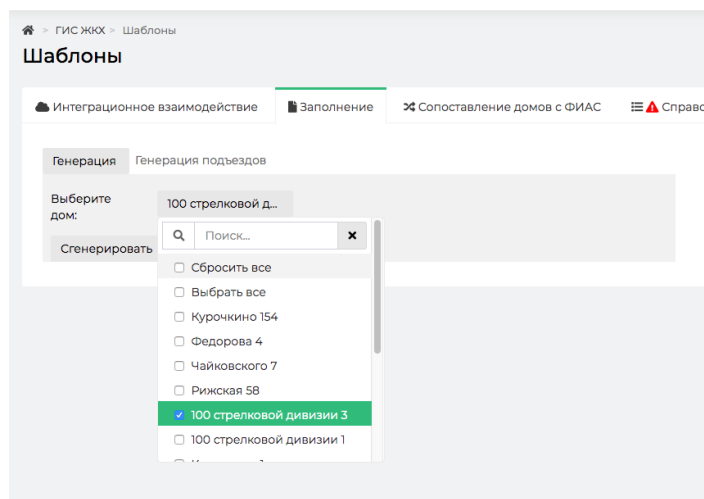 > ГИС ЖКХ > Шаблоны
Шаблоны
Интеграционное взаимодействие Заполнение Сопоставление домов с ФИАС
Генерация Генерация подъездов
Выберите дом: 100 стрелковой д...
Сгенерировать
Поиск...
Сбросить все
Выбрать все
Курочкино 154
Федорова 4
Чайковского 7
Рижская 58
100 стрелковой дивизии 3
100 стрелковой дивизии 1